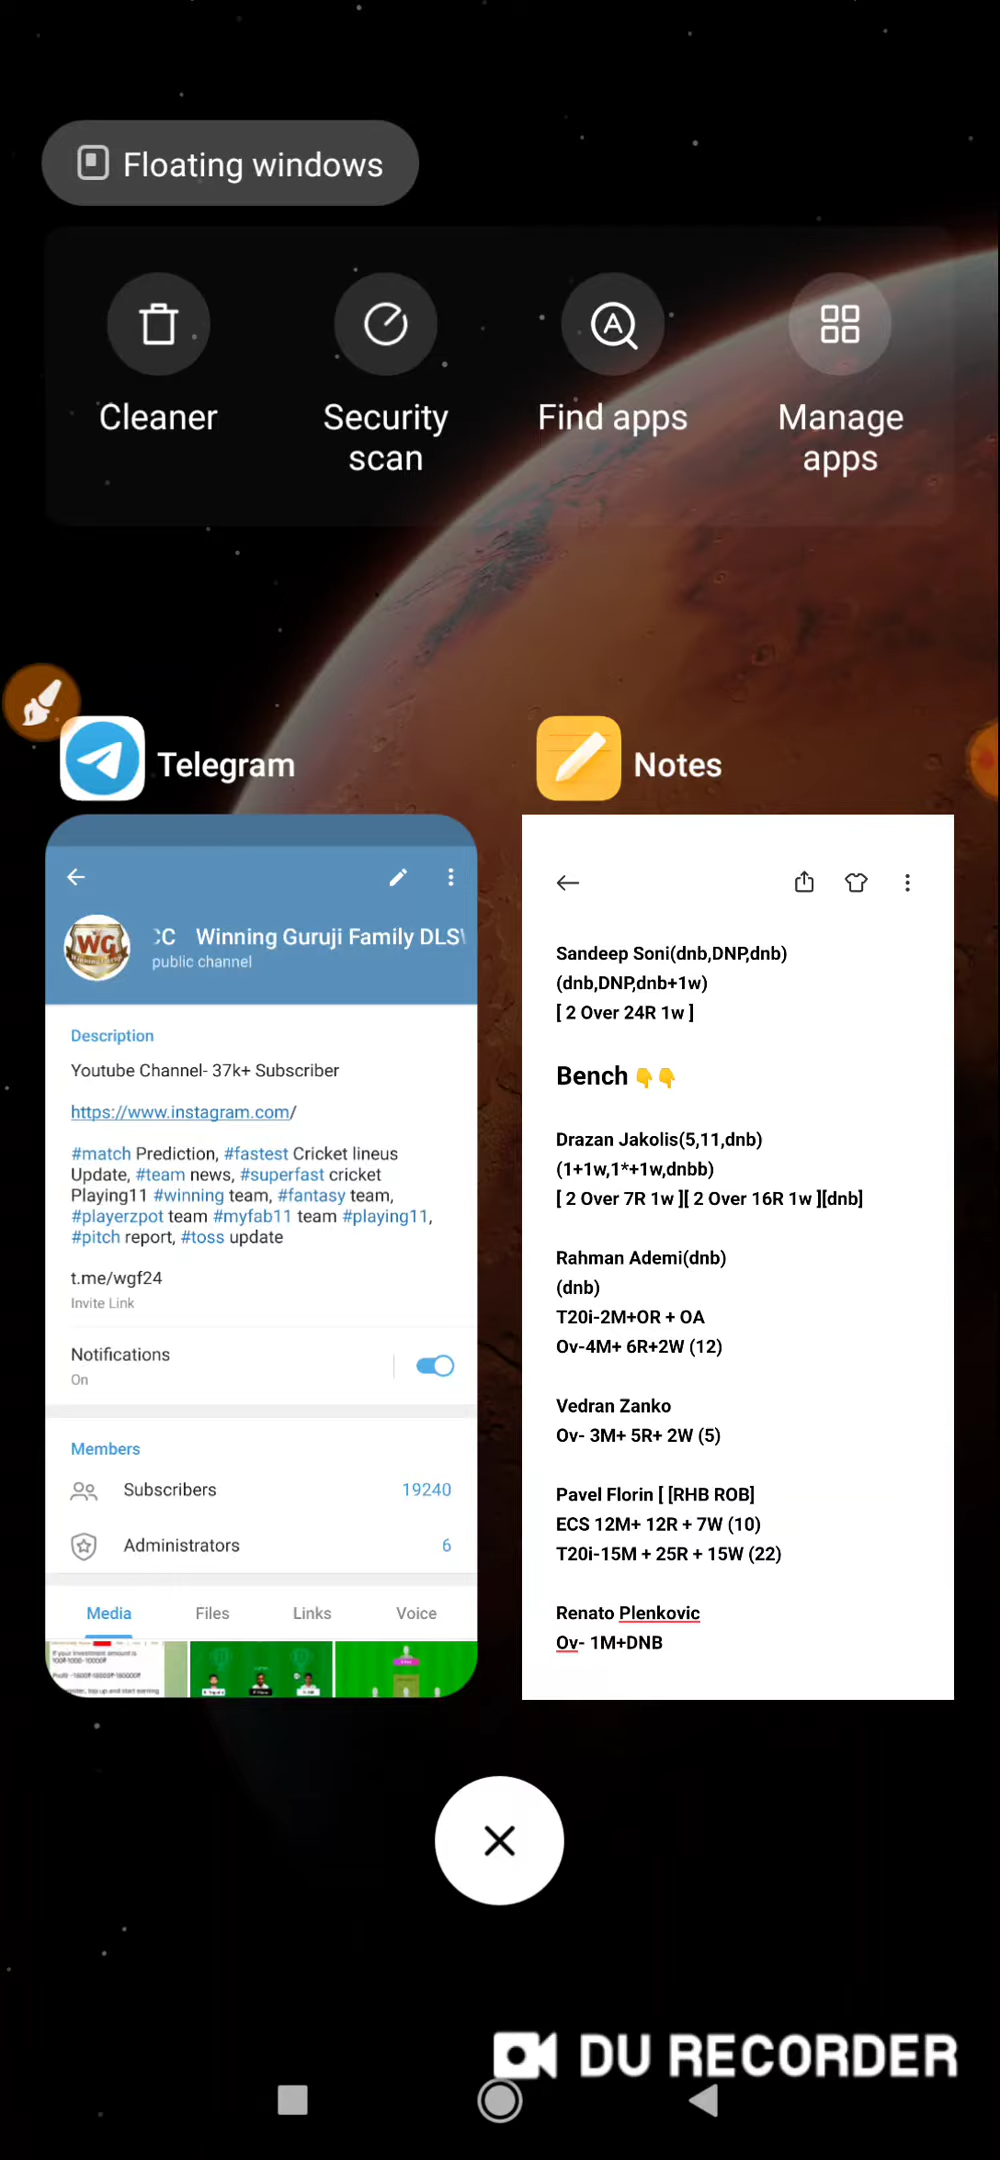 Floating windows
Cleaner
Security
scan
Find apps
Manage
apps
Telegram
Notes
CC Winning Guruji Family DLS
public channel
Description
Youtube Channel- 37k+ Subscriber
https://www.instagram.com/
#match Prediction, #fastest Cricket lineus
Update, #team news, #superfast cricket
Playing11 #winning team, #fantasy team,
#playerzpot team #myfab11 team #playing11,
#pitch report, #toss update
t.me/wgf24
Invite Link
Notifications
On
Members
Subscribers 19240
Administrators 6
Media Files Links Voice
If your investment amount is
Sandeep Soni(dnb,DNP,dnb)
(dnb,DNP,dnb+1w)
[ 2 Over 24R 1w ]
Bench 👇👇
Drazan Jakolis(5,11,dnb)
(1+1w,1*+1w,dnbb)
[ 2 Over 7R 1w ][ 2 Over 16R 1w ][dnb]
Rahman Ademi(dnb)
(dnb)
T20i-2M+OR + OA
Ov-4M+ 6R+2W (12)
Vedran Zanko
Ov- 3M+ 5R+ 2W (5)
Pavel Florin [ [RHB ROB]
ECS 12M+ 12R + 7W (10)
T20i-15M + 25R + 15W (22)
Renato Plenkovic
Ov- 1M+DNB
DU RECORDER